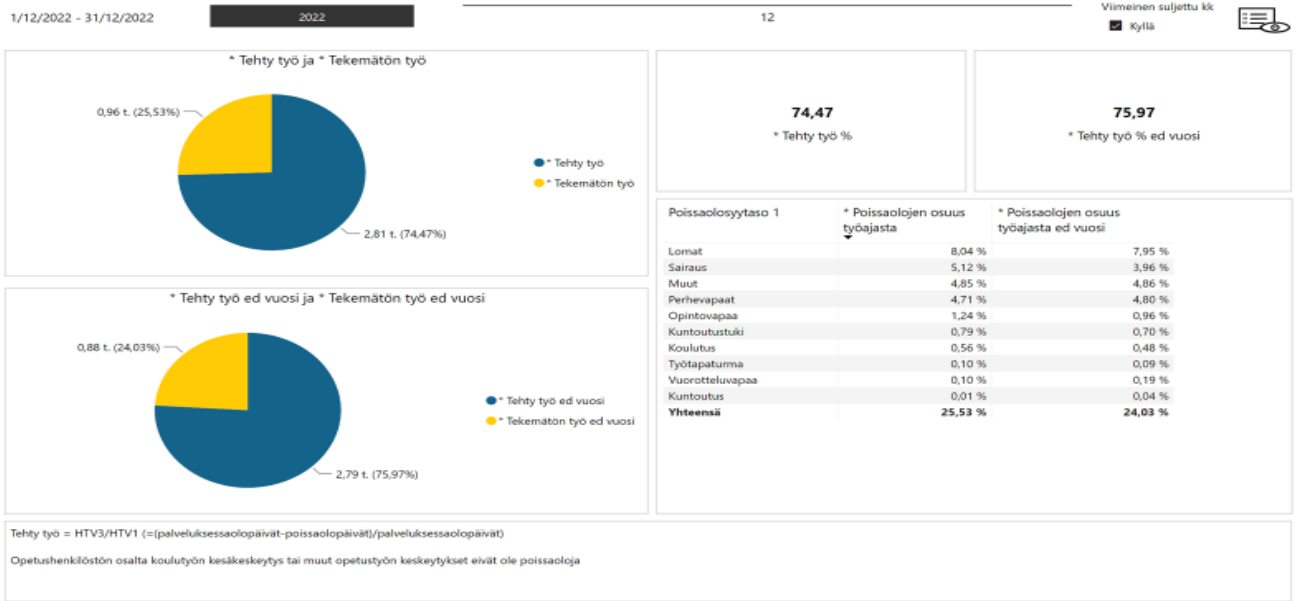 1/12/2022 - 31/12/2022
2022
12
Viimeinen suljettu kk
Kyllä
* Tehty työ ja * Tekemätön työ
0,96 t. (25,53%)
2,81 t. (74,47%)
* Tehty työ
* Tekemätön työ
74,47
* Tehty työ %
75,97
* Tehty työ % ed vuosi
* Tehty työ ed vuosi ja * Tekemätön työ ed vuosi
0,88 t. (24,03%)
2,79 t. (75,97%)
* Tehty työ ed vuosi
* Tekemätön työ ed vuosi
Poissaolosyytaso 1 * Poissaolojen osuus työajasta * Poissaolojen osuus työajasta ed vuosi
Lomat 8,04 % 7,95 %
Sairaus 5,12 % 3,96 %
Muut 4,85 % 4,86 %
Perhevapaat 4,71 % 4,80 %
Opintovapaa 1,24 % 0,96 %
Kuntoutustuki 0,79 % 0,70 %
Koulutus 0,56 % 0,48 %
Työtapaturma 0,10 % 0,09 %
Vuorotteluvapaa 0,10 % 0,19 %
Kuntoutus 0,01 % 0,04 %
Yhteensä 25,53 % 24,03 %
Tehty työ = HTV3/HTV1 (=(palveluksessaolopäivät-poissaolopäivät)/palveluksessaolopäivät)
Opetushenkilöstön osalta koulutyön kesäkeskeytys tai muut opetustyön keskeytykset eivät ole poissaoloja